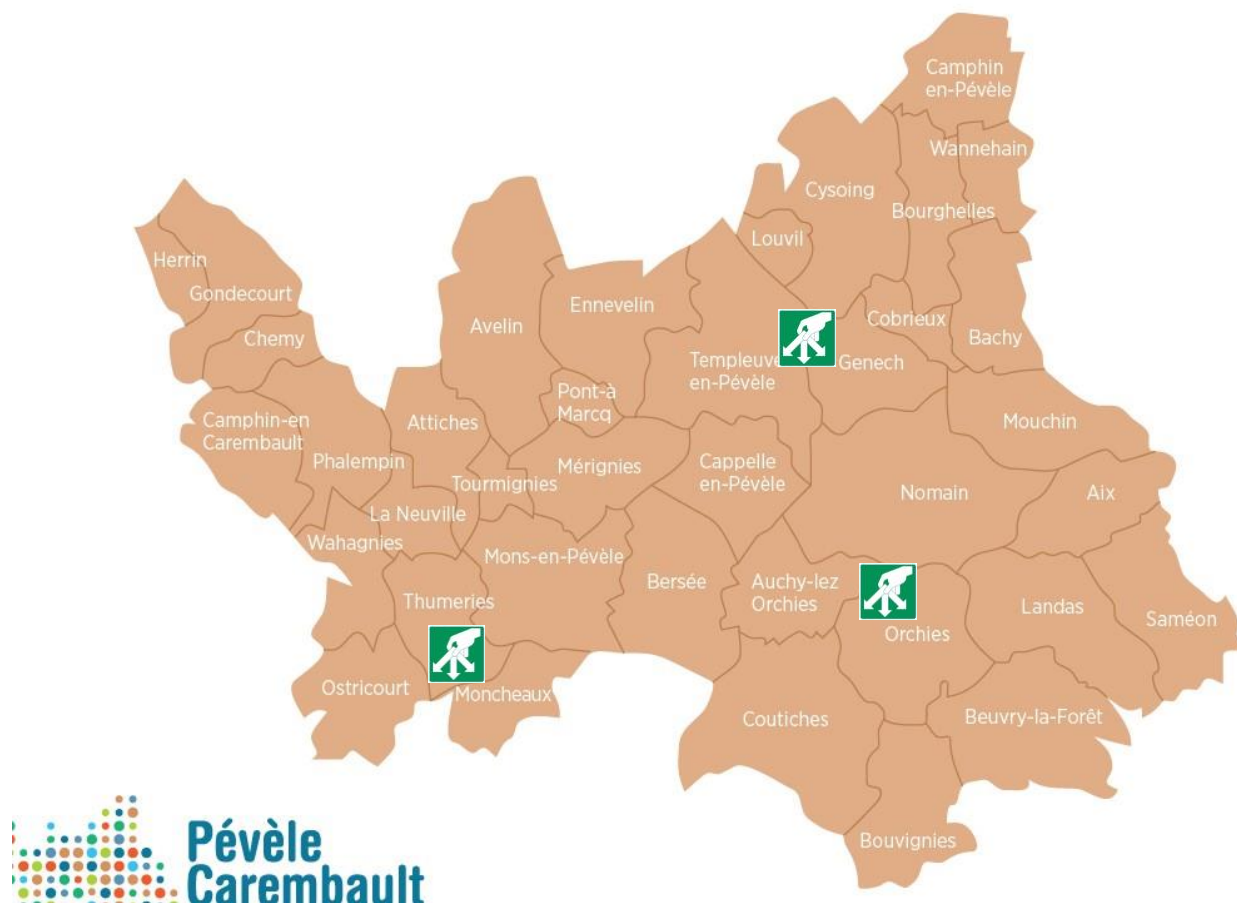 Camphin
en-Pévèle
Wannehain
Cysoing
Bourghelles
Louvil
Herrin
Gondecourt
Ennevelin
Cobrieux
Avelin
Chemy
Bachy
Templeuve
en-Pévèle
Genech
Pont-à
Marcq
Camphin-en
Carembault
Attiches
Mouchin
Phalempin
Mérignies
Cappelle
en-Pévèle
Tourmignies
Nomain
Aix
La Neuville
Wahagnies
Mons-en-Pévèle
Bersée
Auchy-lez
Orchies
Thumeries
Landas
Saméon
Orchies
Ostricourt
Moncheaux
Coutiches
Beuvry-la-Forêt
Bouvignies
Pévèle
Carembault